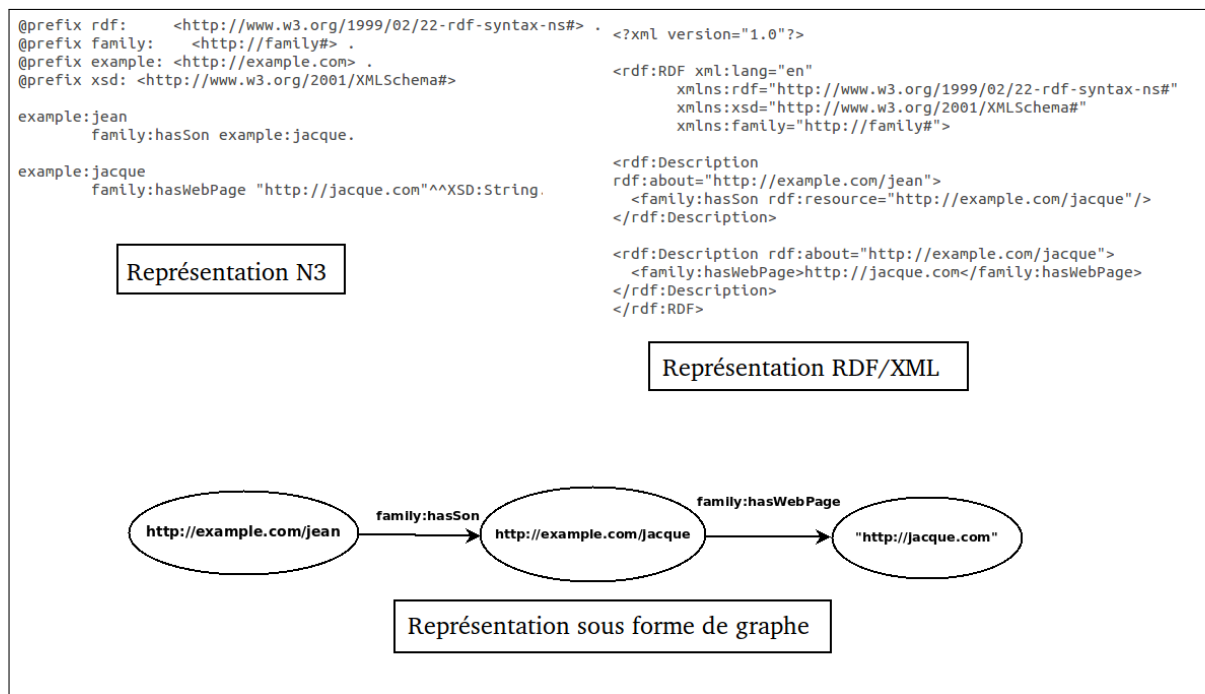 @prefix rdf: <http://www.w3.org/1999/02/22-rdf-syntax-ns#> .
@prefix family: <http://family#> .
@prefix example: <http://example.com> .
@prefix xsd: <http://www.w3.org/2001/XMLSchema#>
example:jean
family:hasSon example:jacque.
example:jacque
family:hasWebPage "http://jacque.com"^^XSD:String.
Représentation N3
<?xml version="1.0"?>
<rdf:RDF xml:lang="en"
xmlns:rdf="http://www.w3.org/1999/02/22-rdf-syntax-ns#"
xmlns:xsd="http://www.w3.org/2001/XMLSchema#"
xmlns:family="http://family#">
<rdf:Description
rdf:about="http://example.com/jean">
<family:hasSon rdf:resource="http://example.com/jacque"/>
</rdf:Description>
<rdf:Description rdf:about="http://example.com/jacque">
<family:hasWebPage>http://jacque.com</family:hasWebPage>
</rdf:Description>
</rdf:RDF>
Représentation RDF/XML
http://example.com/jean
family:hasSon
http://example.com/jacque
family:hasWebPage
"http://jacque.com"
Représentation sous forme de graphe